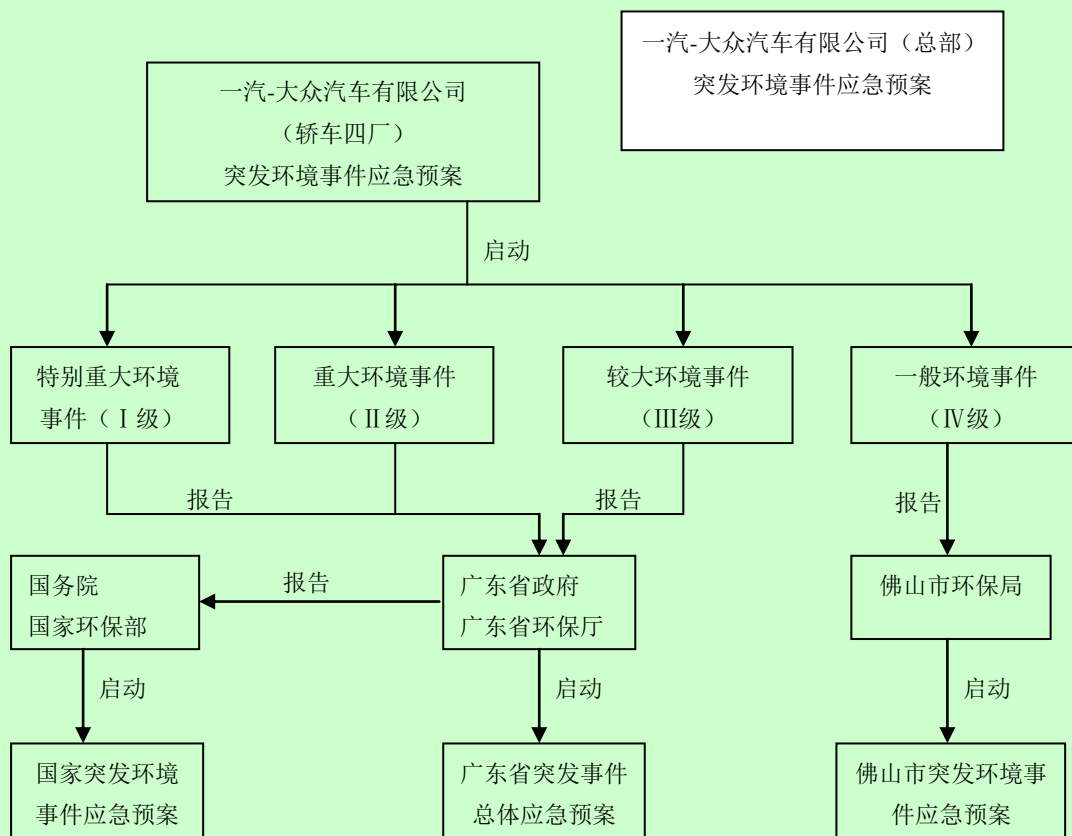 一汽-大众汽车有限公司（总部）
突发环境事件应急预案
一汽-大众汽车有限公司
（轿车四厂）
突发环境事件应急预案
启动
特别重大环境
事件（Ⅰ级）
重大环境事件
（Ⅱ级）
较大环境事件
（Ⅲ级）
一般环境事件
（Ⅳ级）
报告
报告
报告
国务院
国家环保部
报告
广东省政府
广东省环保厅
佛山市环保局
启动
启动
启动
国家突发环境
事件应急预案
广东省突发事件
总体应急预案
佛山市突发环境事
件应急预案